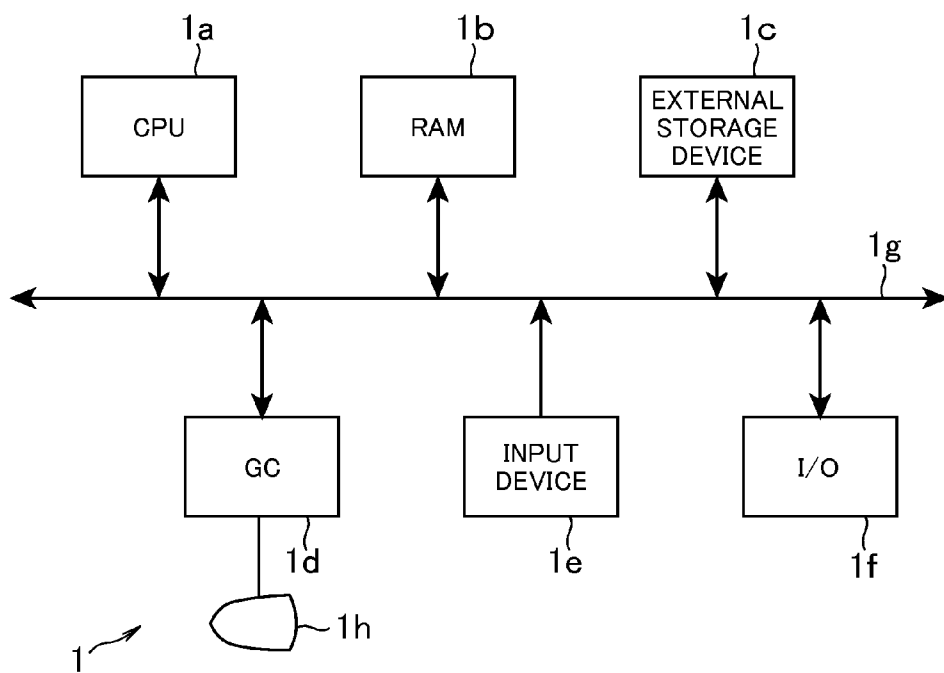 1a
1b
1c
CPU
RAM
EXTERNAL
STORAGE
DEVICE
1g
GC
INPUT
DEVICE
I/O
1d
1e
1f
1h
1